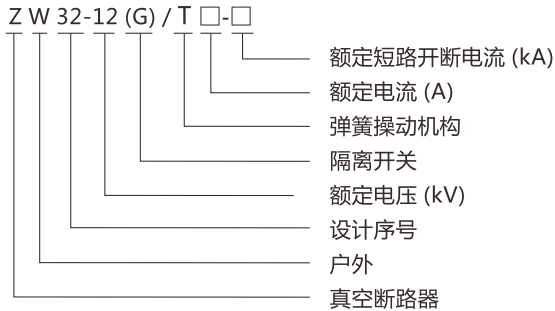 Z W 32-12 (G) / T □-□
额定短路开断电流 (kA)
额定电流 (A)
弹簧操动机构
隔离开关
额定电压 (kV)
设计序号
户外
真空断路器